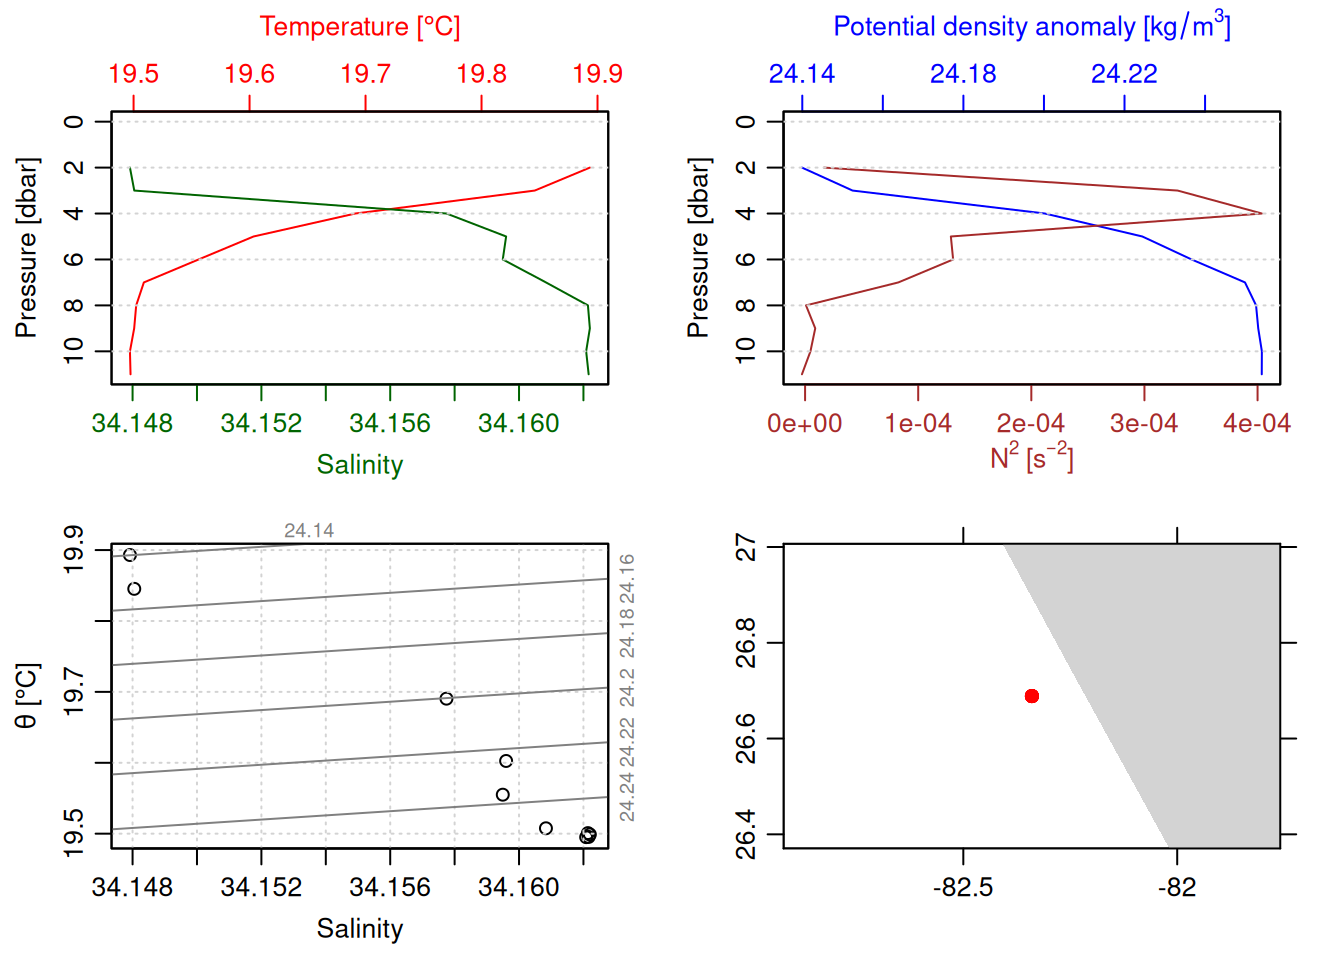 Temperature [°C]
19.5 19.6 19.7 19.8 19.9
Pressure [dbar]
0
2
4
6
8
10
34.148 34.152 34.156 34.160
Salinity
Potential density anomaly [kg/m³]
24.14 24.18 24.22
Pressure [dbar]
0
2
4
6
8
10
0e+00 1e-04 2e-04 3e-04 4e-04
N² [s⁻²]
24.14
θ [°C]
19.9
19.7
19.5
24.16
24.18
24.2
24.22
24.24
34.148 34.152 34.156 34.160
Salinity
27
26.8
26.6
26.4
-82.5 -82